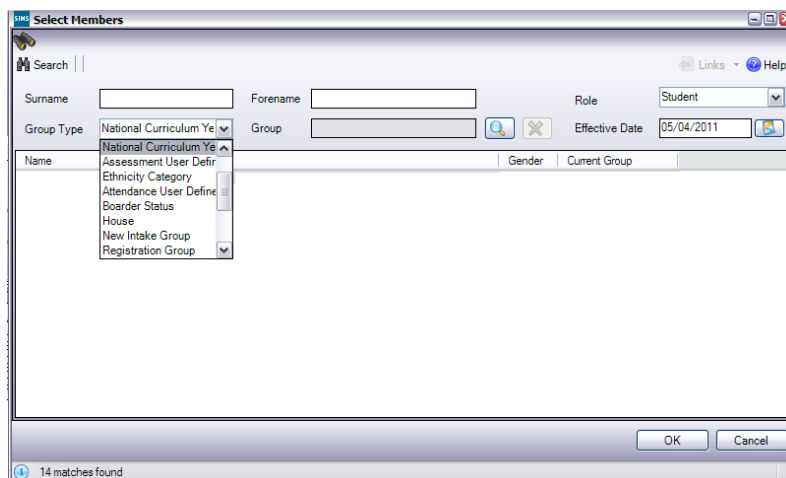 SIMS Select Members
Search Links Help
Surname Forename Role Student
Group Type National Curriculum Ye Group Effective Date 05/04/2011
National Curriculum Ye
Assessment User Defir
Ethnicity Category
Attendance User Define
Boarder Status
House
New Intake Group
Registration Group
Name Gender Current Group
OK Cancel
14 matches found